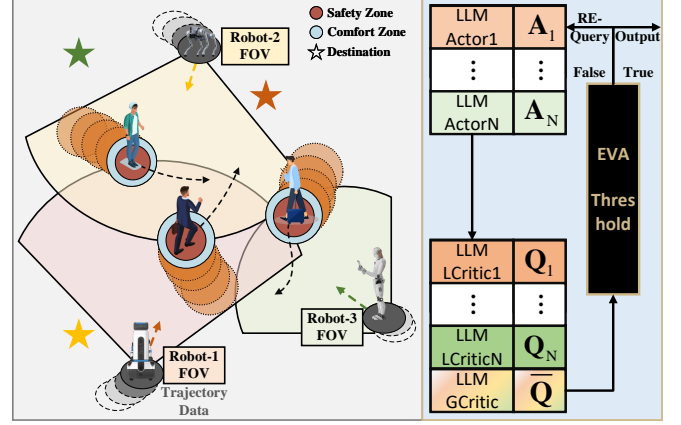 Safety Zone
Comfort Zone
Destination
Robot-2
FOV
Robot-3
FOV
Robot-1
FOV
Trajectory
Data
LLM
Actor1
A1
⋮
⋮
LLM
ActorN
AN
RE-
Query
Output
False
True
EVA
Thres
hold
LLM
LCritic1
Q1
⋮
⋮
LLM
LCriticN
QN
LLM
GCritic
Q̅